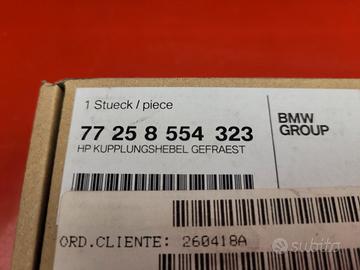 1 Stueck / piece
77 25 8 554 323
HP KUPPLUNGSHEBEL GEFRAEST
BMW
GROUP
ORD.CLIENTE: 260418A
subito